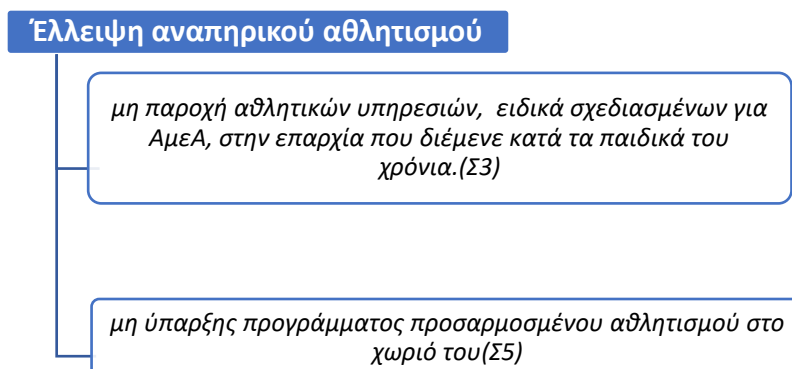 Έλλειψη αναπηρικού αθλητισμού
μη παροχή αθλητικών υπηρεσιών, ειδικά σχεδιασμένων για
ΑμεΑ, στην επαρχία που διέμενε κατά τα παιδικά του
χρόνια.(Σ3)
μη ύπαρξης προγράμματος προσαρμοσμένου αθλητισμού στο
χωριό του(Σ5)